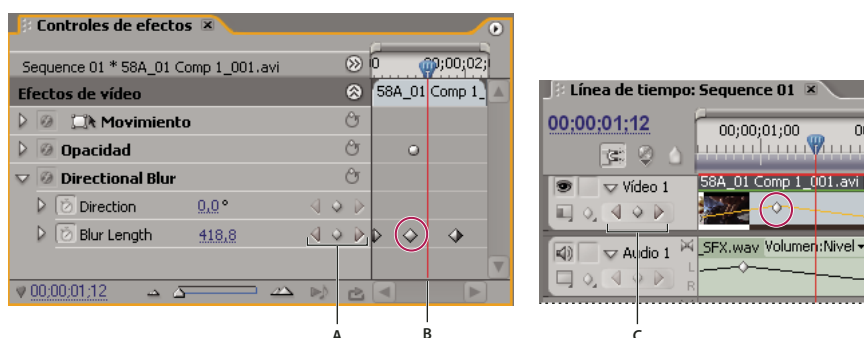 Controles de efectos
Sequence 01 * 58A_01 Comp 1_001.avi
0 00;00;02;
Efectos de vídeo
58A_01 Comp 1_
Movimiento
Opacidad
Directional Blur
Direction 0,0 °
Blur Length 418,8
00;00;01;12
A
B
Línea de tiempo: Sequence 01
00;00;01;12
00;00;01;00 0
Vídeo 1
58A_01 Comp 1_001.avi
Audio 1
_SFX.wav Volumen:Nivel
L
R
C